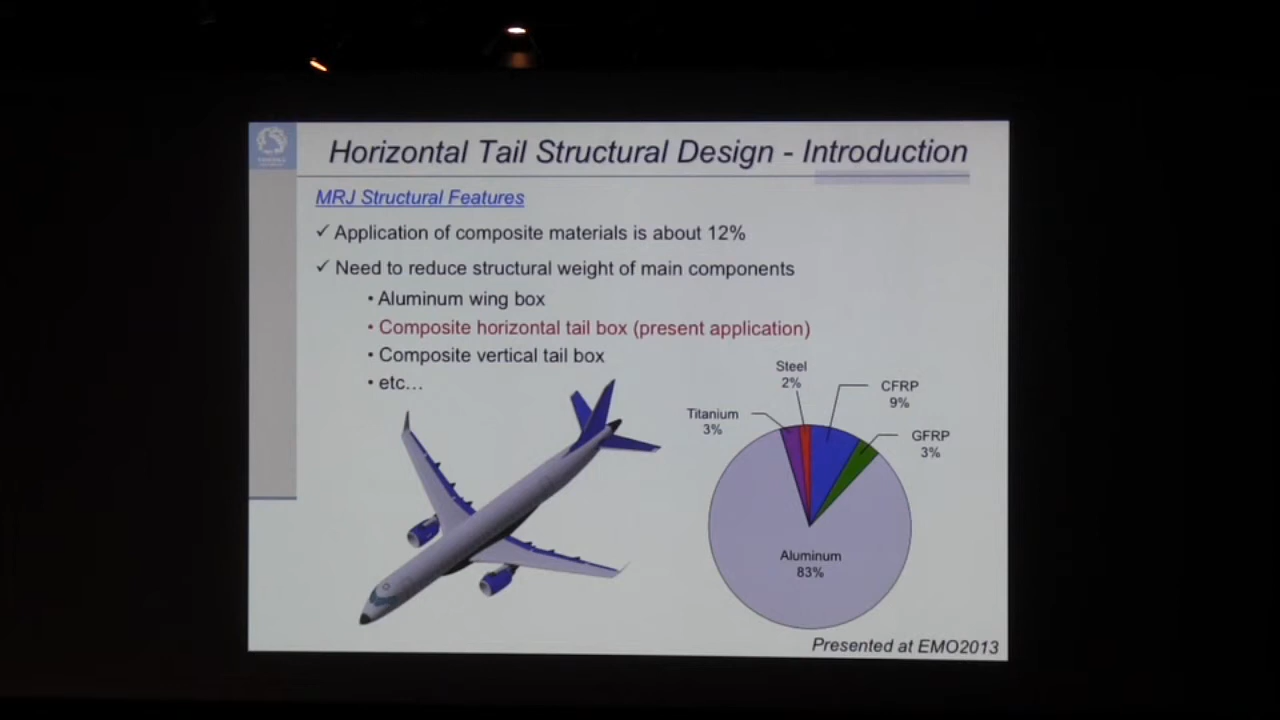 Horizontal Tail Structural Design - Introduction
MRJ Structural Features
✓ Application of composite materials is about 12%
✓ Need to reduce structural weight of main components
• Aluminum wing box
• Composite horizontal tail box (present application)
• Composite vertical tail box
• etc…
Steel
2%
CFRP
9%
Titanium
3%
GFRP
3%
Aluminum
83%
Presented at EMO2013